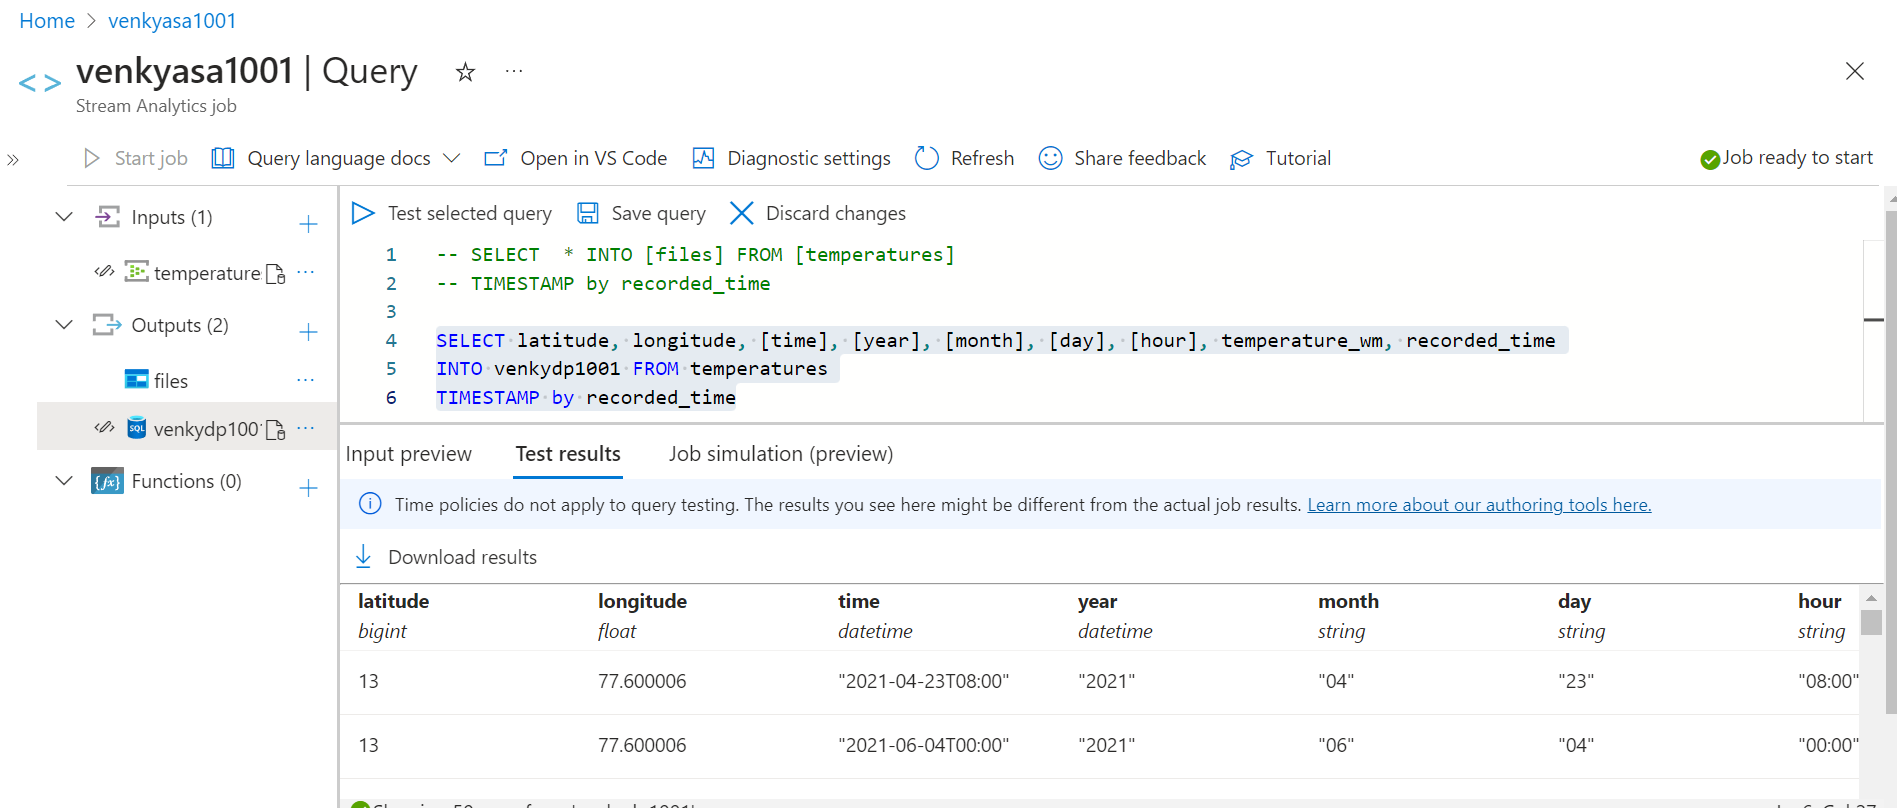 Home > venkyasa1001
venkyasa1001 | Query
Stream Analytics job
Start job Query language docs Open in VS Code Diagnostic settings Refresh Share feedback Tutorial Job ready to start
Inputs (1)
temperature
Outputs (2)
files
venkydp100
Functions (0)
Test selected query Save query Discard changes
1 -- SELECT * INTO [files] FROM [temperatures]
2 -- TIMESTAMP by recorded_time
3
4 SELECT latitude, longitude, [time], [year], [month], [day], [hour], temperature_wm, recorded_time
5 INTO venkydp1001 FROM temperatures
6 TIMESTAMP by recorded_time
Input preview Test results Job simulation (preview)
Time policies do not apply to query testing. The results you see here might be different from the actual job results. Learn more about our authoring tools here.
Download results
latitude longitude time year month day hour
bigint float datetime datetime string string string
13 77.600006 "2021-04-23T08:00" "2021" "04" "23" "08:00"
13 77.600006 "2021-06-04T00:00" "2021" "06" "04" "00:00"